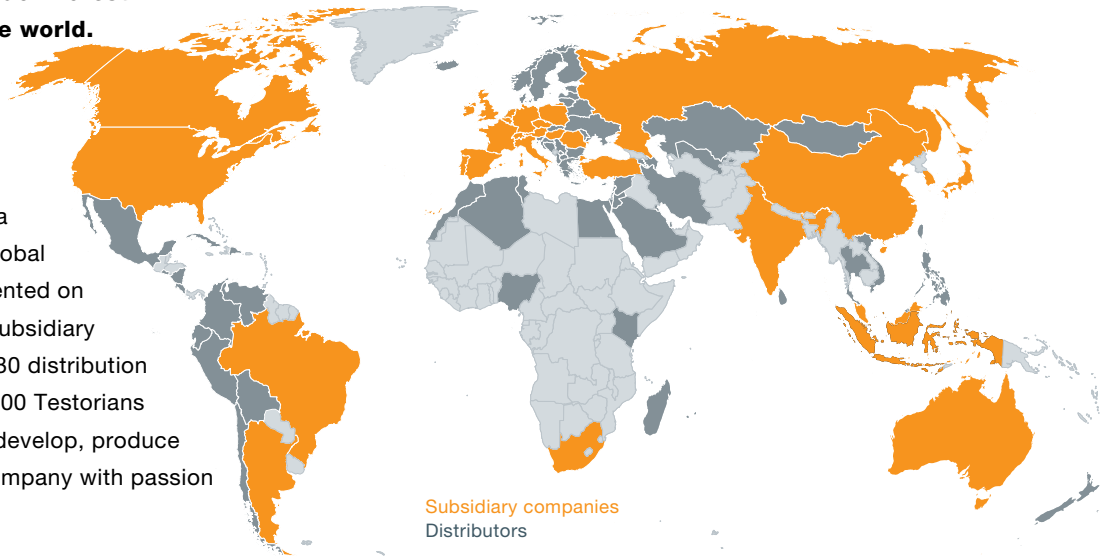 e world.
a
obal
ented on
ubsidiary
30 distribution
00 Testorians
develop, produce
mpany with passion
Subsidiary companies
Distributors